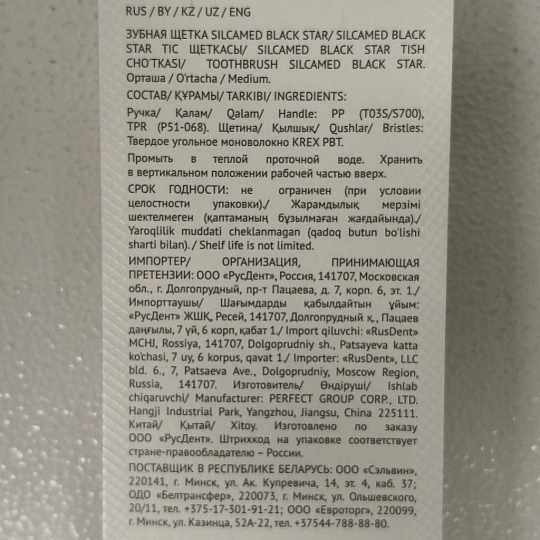 RUS / BY / KZ / UZ / ENG
ЗУБНАЯ ЩЕТКА SILCAMED BLACK STAR/ SILCAMED BLACK
STAR ТІС ЩЕТКАСЫ/ SILCAMED BLACK STAR TISH
CHO'TKASI/ TOOTHBRUSH SILCAMED BLACK STAR.
Орташа / O'rtacha / Medium.
СОСТАВ/ ҚҰРАМЫ/ TARKIBI/ INGREDIENTS:
Ручка/ Қалам/ Qalam/ Handle: PP (T03S/S700),
TPR (P51-068). Щетина/ Қылшық/ Qushlar/ Bristles:
Твердое угольное моноволокно KREX PBT.
Промыть в теплой проточной воде. Хранить
в вертикальном положении рабочей частью вверх.
СРОК ГОДНОСТИ: не ограничен (при условии
целостности упаковки)./ Жарамдылық мерзімі
шектелмеген (қаптаманың бұзылмаған жағдайында)./
Yaroqlilik muddati cheklanmagan (qadoq butun bo'lishi
sharti bilan)./ Shelf life is not limited.
ИМПОРТЕР/ ОРГАНИЗАЦИЯ, ПРИНИМАЮЩАЯ
ПРЕТЕНЗИИ: ООО «РусДент», Россия, 141707, Московская
обл., г. Долгопрудный, пр-т Пацаева, д. 7, корп. 6, эт. 1./
Импорттаушы/ Шағымдарды қабылдайтын ұйым:
«РусДент» ЖШҚ, Ресей, 141707, Долгопрудный қ., Пацаев
даңғылы, 7 үй, 6 корп, қабат 1./ Import qiluvchi: «RusDent»
MCHJ, Rossiya, 141700, Dolgoprudniy sh., Patsayeva katta
ko'chasi, 7 uy, 6 korpus, qavat 1./ Importer: «RusDent», LLC
bld. 6., 7, Patsaeva Ave., Dolgoprudniy, Moscow Region,
Russia, 141707. Изготовитель/ Өндіруші/ Ishlab
chiqaruvchi/ Manufacturer: PERFECT GROUP CORP., LTD.
Hangji Industrial Park, Yangzhou, Jiangsu, China 225111.
Китай/ Қытай/ Xitoy. Изготовлено по заказу
ООО «РусДент». Штрихкод на упаковке соответствует
стране-правообладателю – России.
ПОСТАВЩИК В РЕСПУБЛИКЕ БЕЛАРУСЬ: ООО «Сэльвин»,
220141, г. Минск, ул. Ак. Купревича, 14, эт. 4, каб. 37;
ОДО «Белтрансфер», 220073, г. Минск, ул. Ольшевского,
20/11, тел. +375-17-301-91-21; ООО «Евроторг», 220099,
г. Минск, ул. Казинца, 52А-22, тел. +37544-788-88-80.